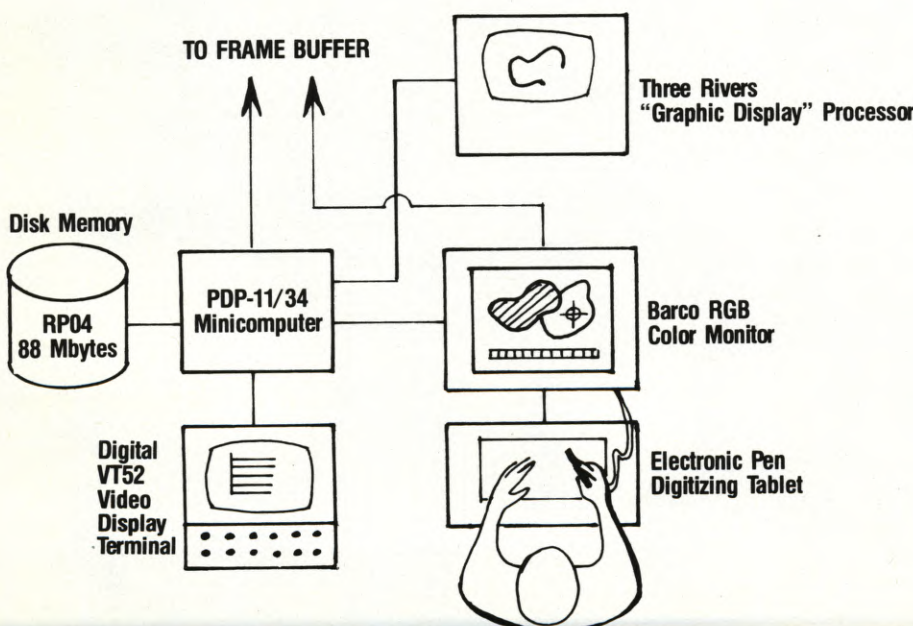 TO FRAME BUFFER
Three Rivers
“Graphic Display” Processor
Disk Memory
RP04
88 Mbytes
PDP-11/34
Minicomputer
Barco RGB
Color Monitor
Digital
VT52
Video
Display
Terminal
Electronic Pen
Digitizing Tablet